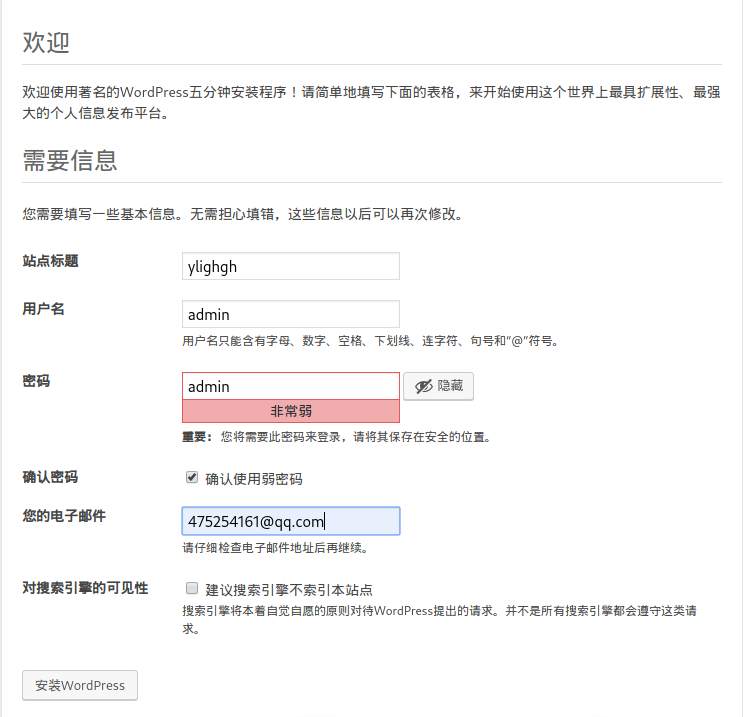 欢迎
欢迎使用著名的WordPress五分钟安装程序！请简单地填写下面的表格，来开始使用这个世界上最具扩展性、最强
大的个人信息发布平台。
需要信息
您需要填写一些基本信息。无需担心填错，这些信息以后可以再次修改。
站点标题
ylighgh
用户名
admin
用户名只能含有字母、数字、空格、下划线、连字符、句号和“@”符号。
密码
admin
隐藏
非常弱
重要： 您将需要此密码来登录，请将其保存在安全的位置。
确认密码
确认使用弱密码
您的电子邮件
475254161@qq.com
请仔细检查电子邮件地址后再继续。
对搜索引擎的可见性
建议搜索引擎不索引本站点
搜索引擎将本着自觉自愿的原则对待WordPress提出的请求。并不是所有搜索引擎都会遵守这类请
求。
安装WordPress